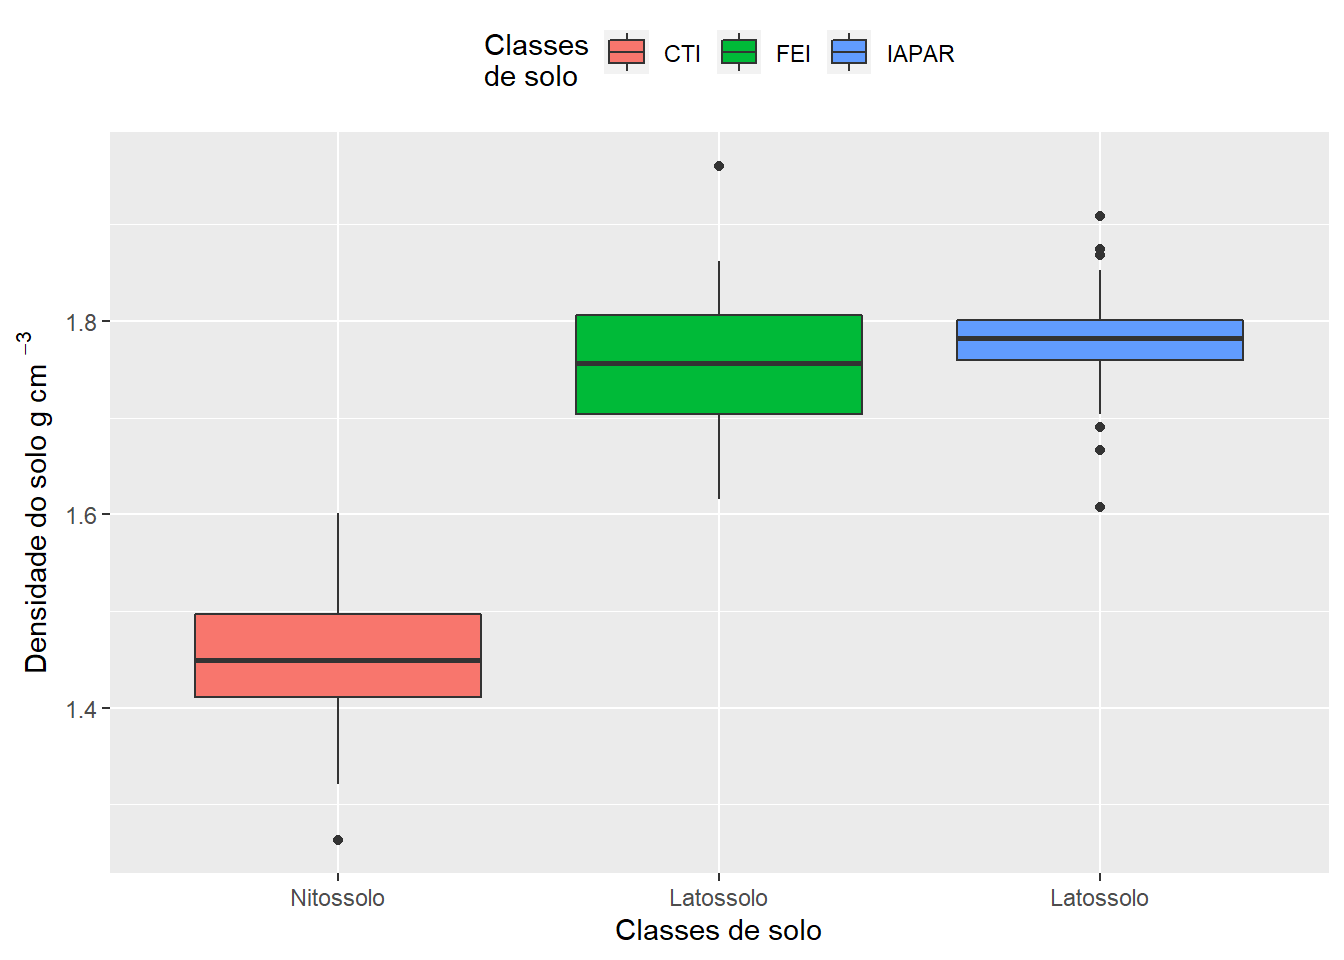 Classes
de solo
CTI
FEI
IAPAR
Densidade do solo g cm −3
1.8
1.6
1.4
Nitossolo
Latossolo
Latossolo
Classes de solo